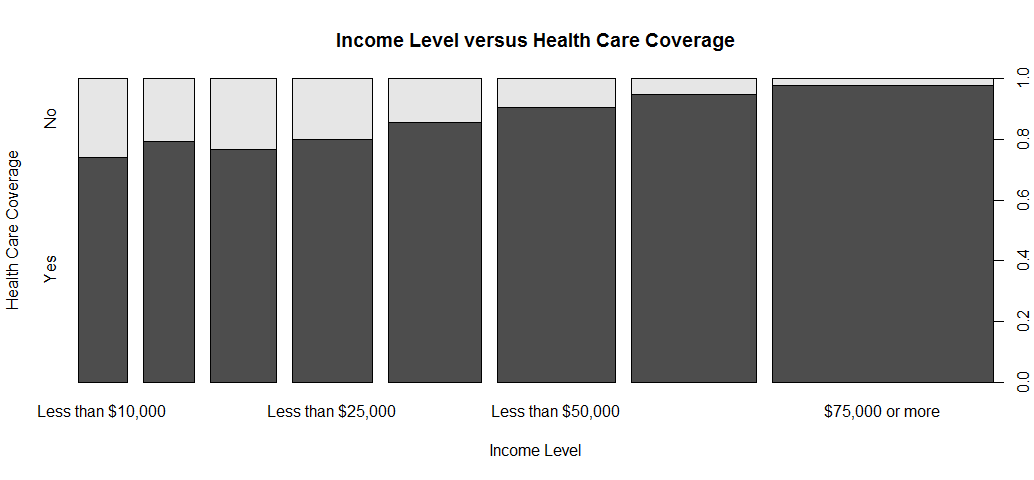 Income Level versus Health Care Coverage
Health Care Coverage
No
Yes
1.0
0.8
0.6
0.4
0.2
0.0
Less than $10,000 Less than $25,000 Less than $50,000 $75,000 or more
Income Level